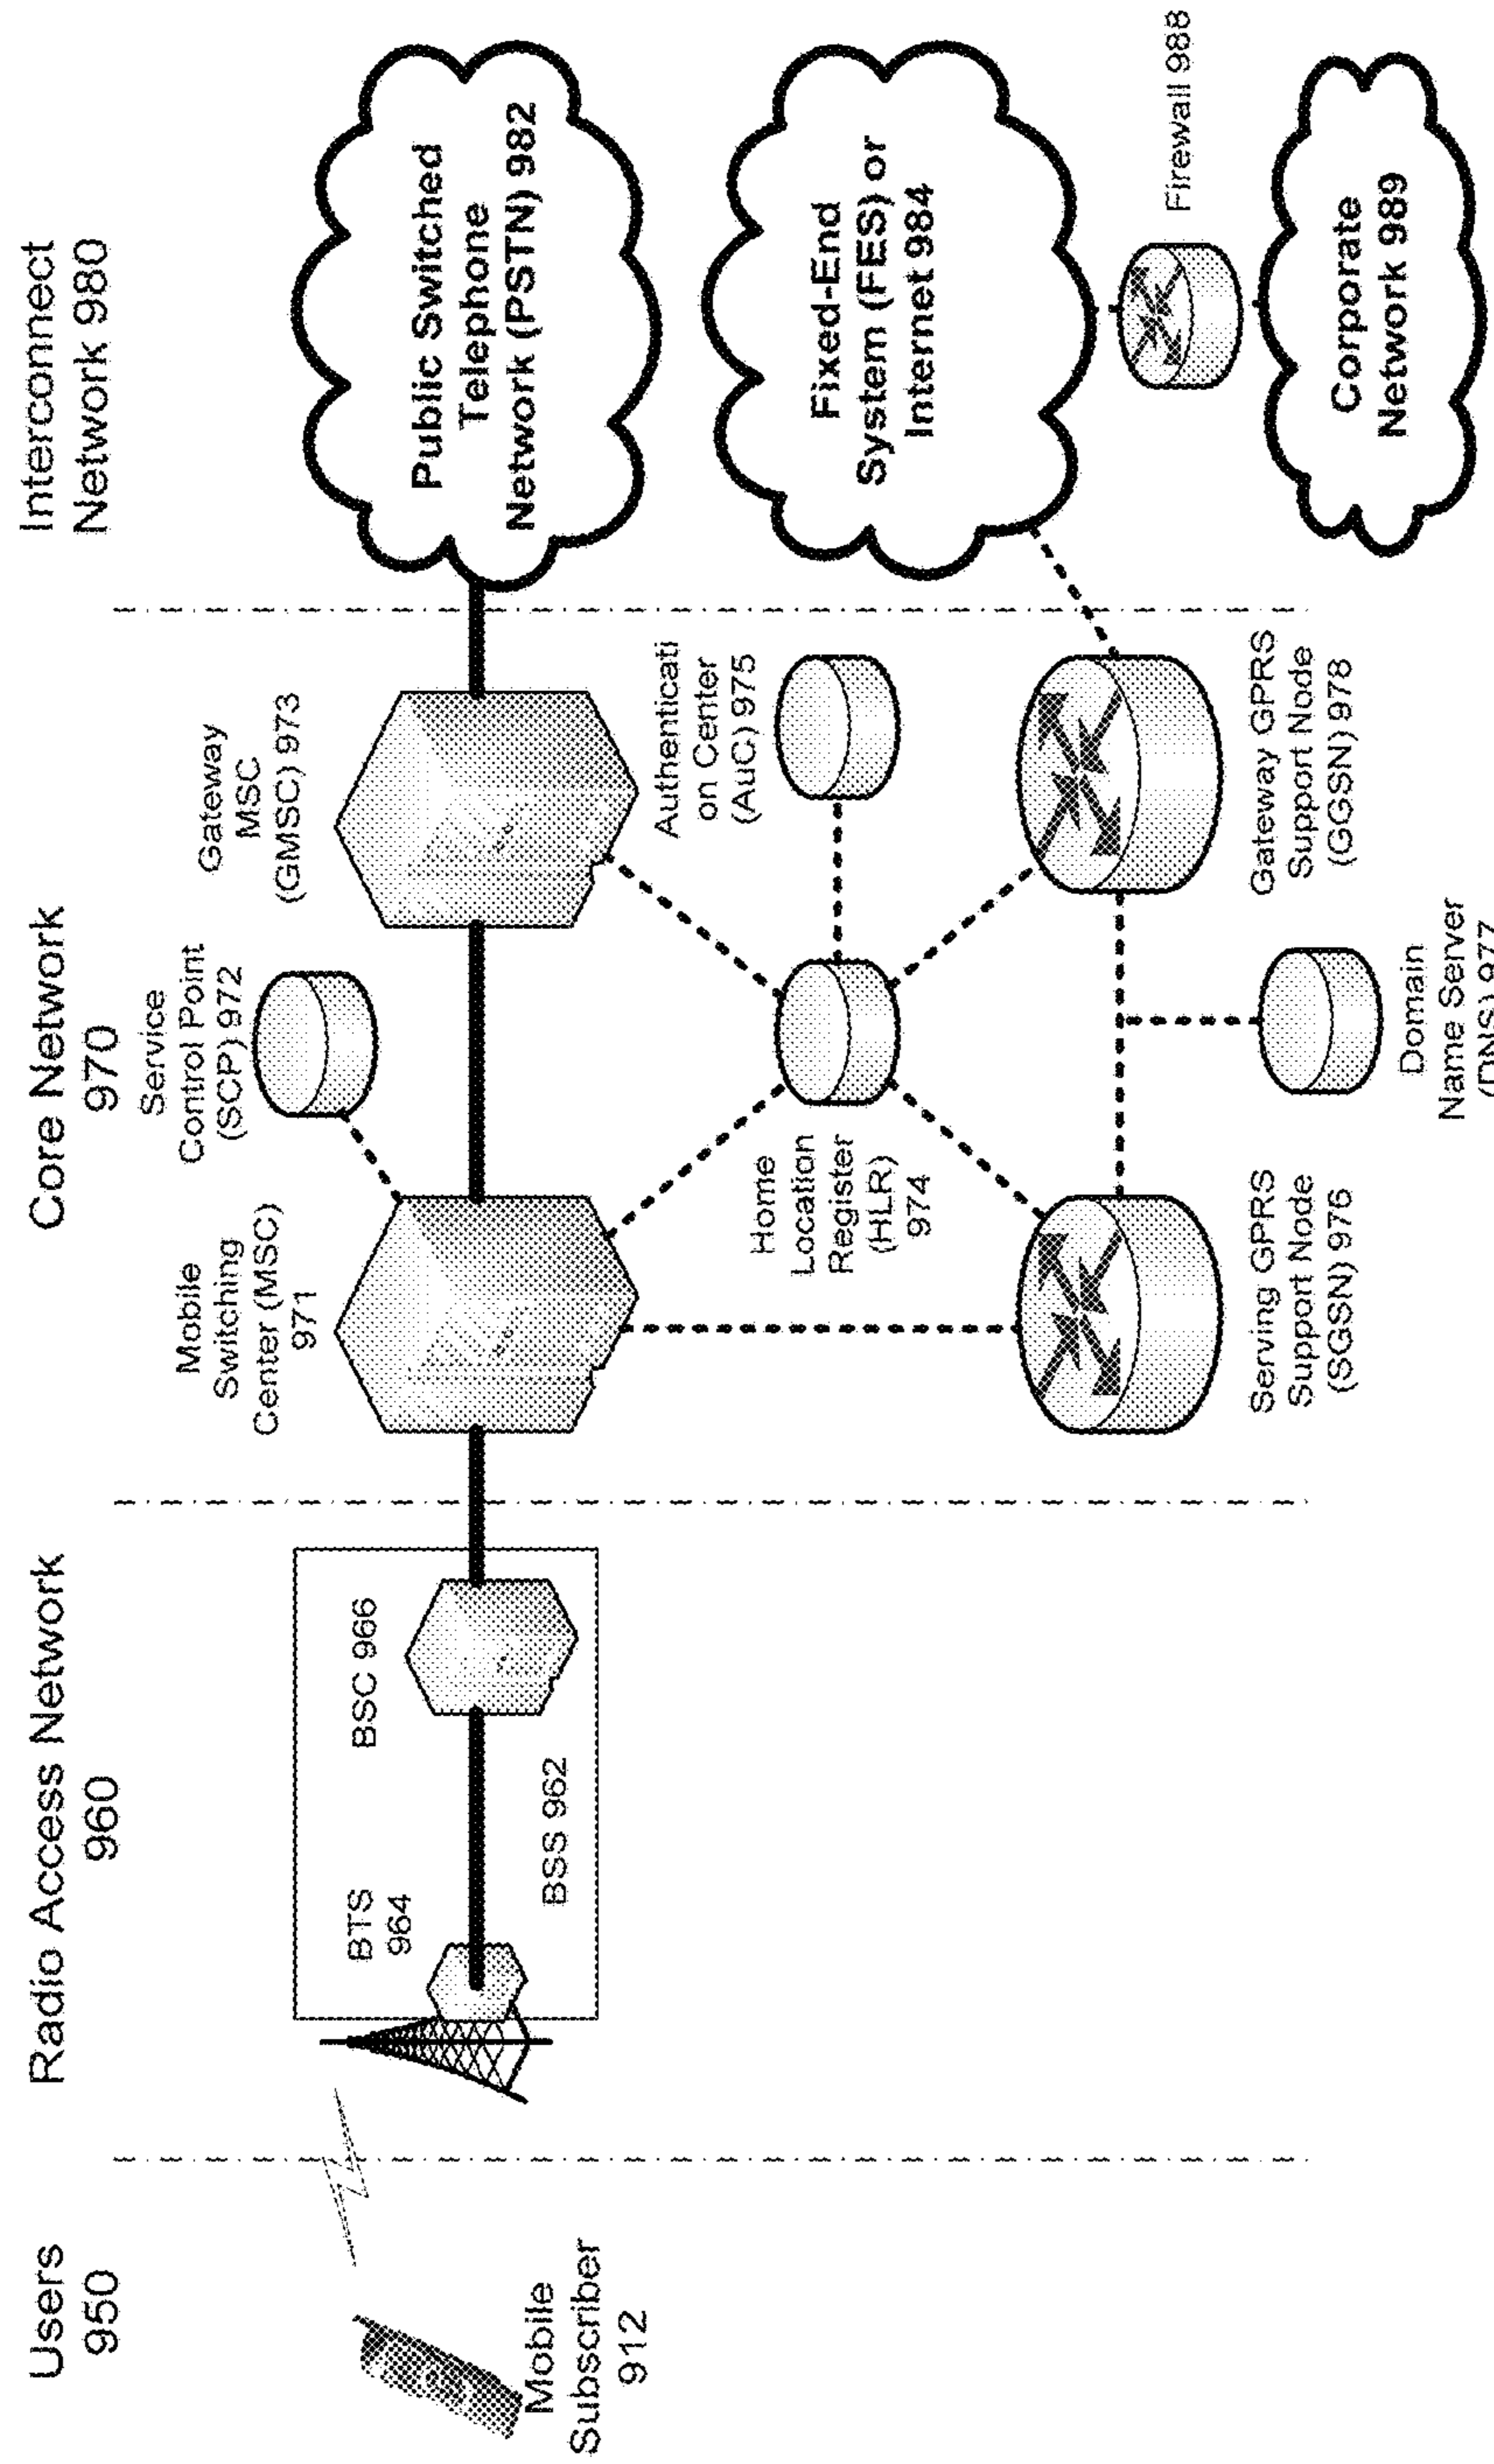 Users
950
Radio Access Network
960
Core Network
970
Interconnect
Network 980
Mobile
Subscriber
912
BTS
964
BSC 966
BSS 962
Mobile
Switching
Center (MSC)
971
Service
Control Point
(SCP) 972
Gateway
MSC
(GMSC) 973
Home
Location
Register
(HLR)
974
Authenticati
on Center
(AuC) 975
Serving GPRS
Support Node
(SGSN) 976
Gateway GPRS
Support Node
(GGSN) 978
Domain
Name Server
(DNS) 977
Public Switched
Telephone
Network (PSTN) 982
Fixed-End
System (FES) or
Internet 984
Firewall 988
Corporate
Network 989